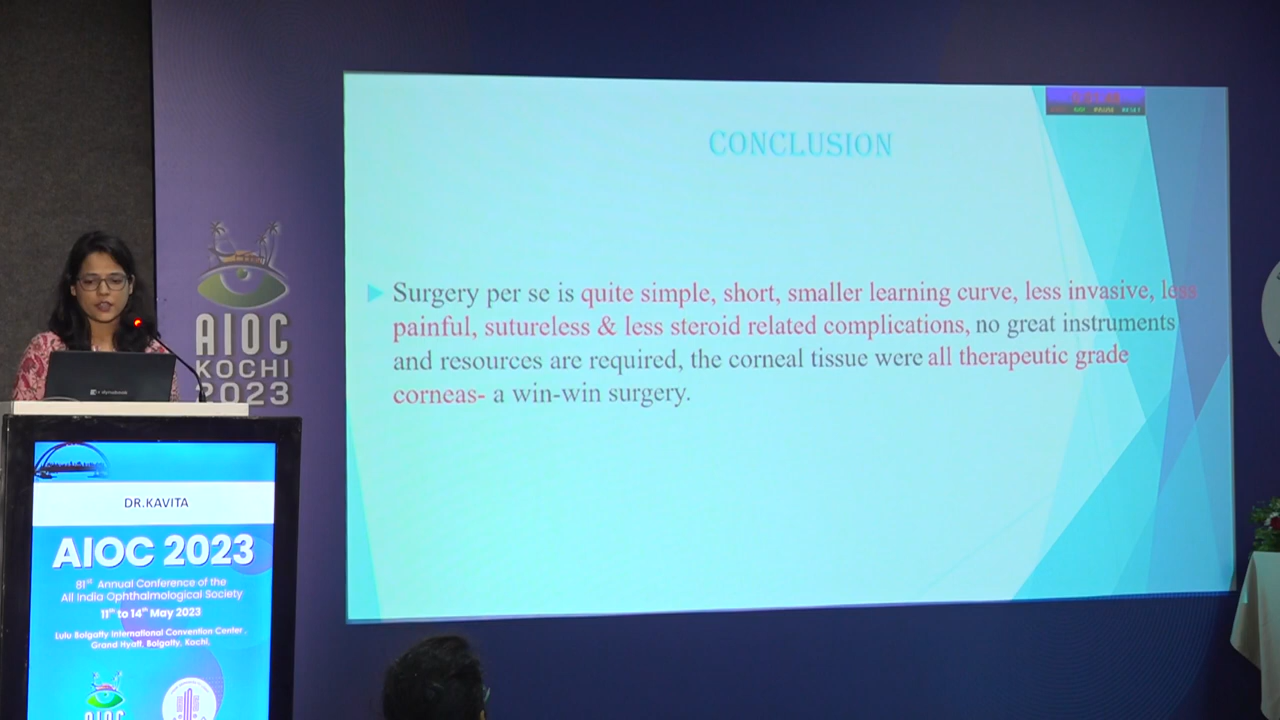 CONCLUSION
Surgery per se is quite simple, short, smaller learning curve, less invasive, less
painful, sutureless & less steroid related complications, no great instruments
and resources are required, the corneal tissue were all therapeutic grade
corneas- a win-win surgery.
AIOC
KOCHI
2023
DR.KAVITA
AIOC 2023
81st Annual Conference of the
All India Ophthalmological Society
11th to 14th May 2023
Lulu Bolgatty International Convention Center,
Grand Hyatt, Bolgatty, Kochi,
AIOC